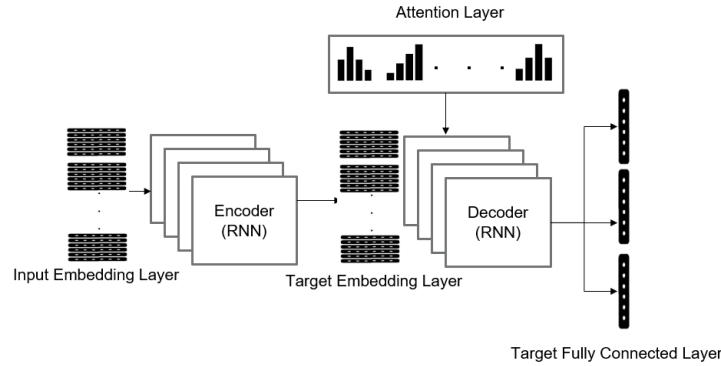 Attention Layer
Encoder
(RNN)
Decoder
(RNN)
Input Embedding Layer
Target Embedding Layer
Target Fully Connected Layer